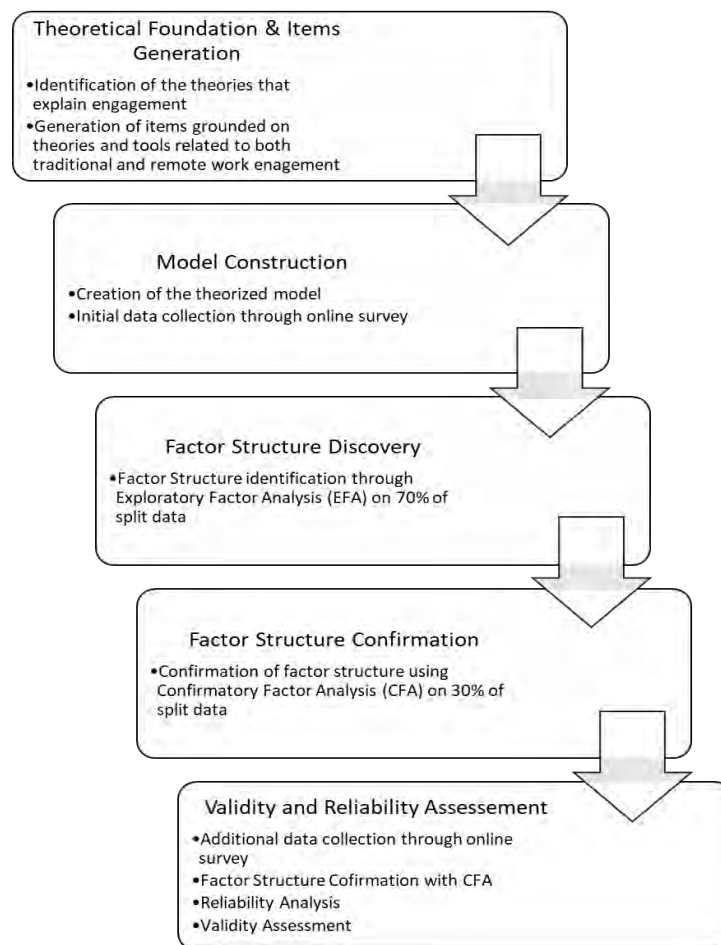 Theoretical Foundation & Items
Generation
•Identification of the theories that
explain engagement
•Generation of items grounded on
theories and tools related to both
traditional and remote work enagement
Model Construction
•Creation of the theorized model
•Initial data collection through online survey
Factor Structure Discovery
•Factor Structure identification through
Exploratory Factor Analysis (EFA) on 70% of
split data
Factor Structure Confirmation
•Confirmation of factor structure using
Confirmatory Factor Analysis (CFA) on 30% of
split data
Validity and Reliability Assessement
•Additional data collection through online
survey
•Factor Structure Cofirmation with CFA
•Reliability Analysis
•Validity Assessment